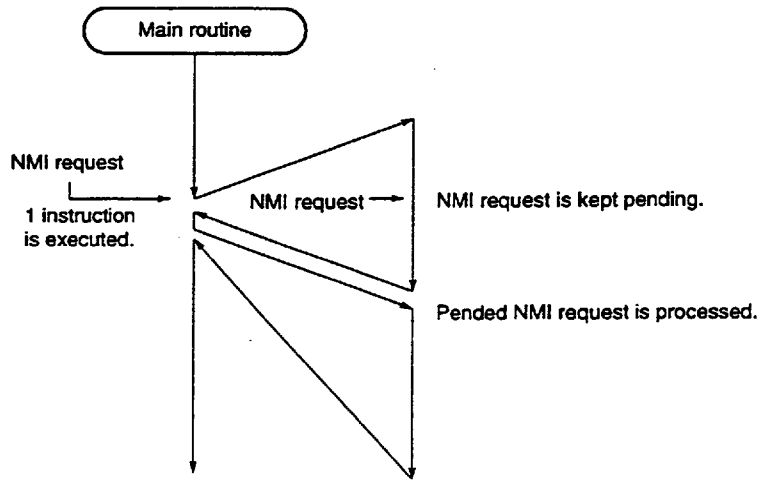 Main routine
NMI request
1 instruction
is executed.
NMI request
NMI request is kept pending.
Pended NMI request is processed.